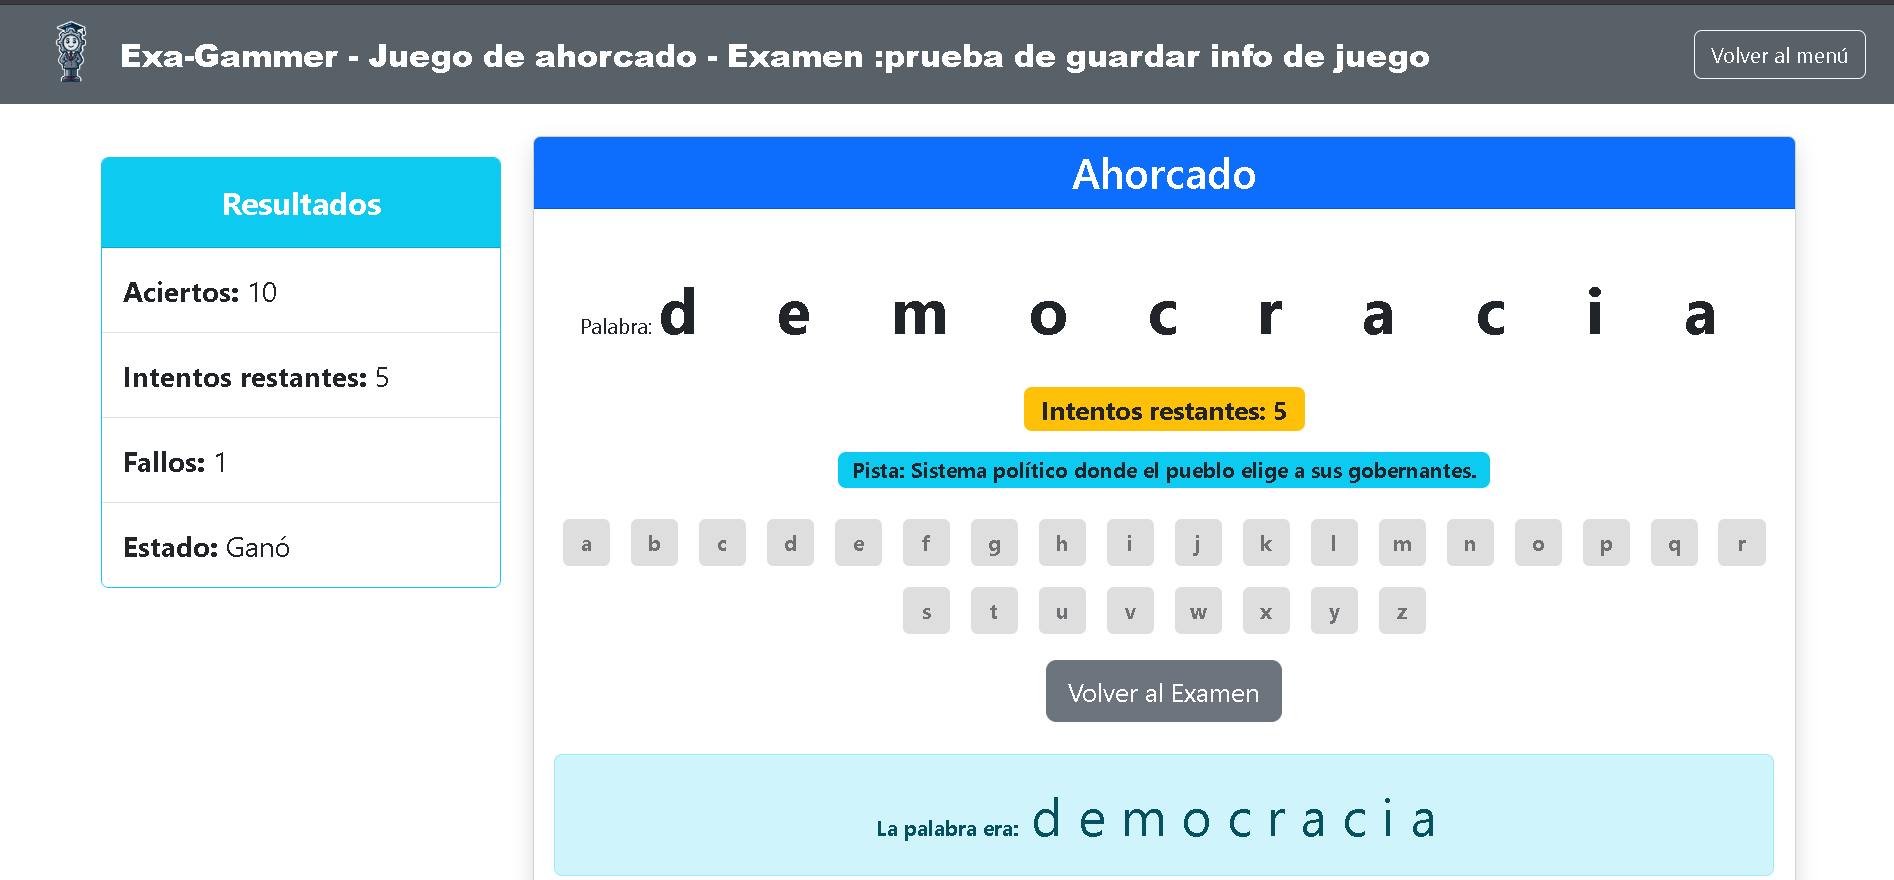 Exa-Gammer - Juego de ahorcado - Examen :prueba de guardar info de juego
Volver al menú
Resultados
Aciertos: 10
Intentos restantes: 5
Fallos: 1
Estado: Ganó
Ahorcado
Palabra: d e m o c r a c i a
Intentos restantes: 5
Pista: Sistema político donde el pueblo elige a sus gobernantes.
a b c d e f g h i j k l m n o p q r
s t u v w x y z
Volver al Examen
La palabra era: d e m o c r a c i a